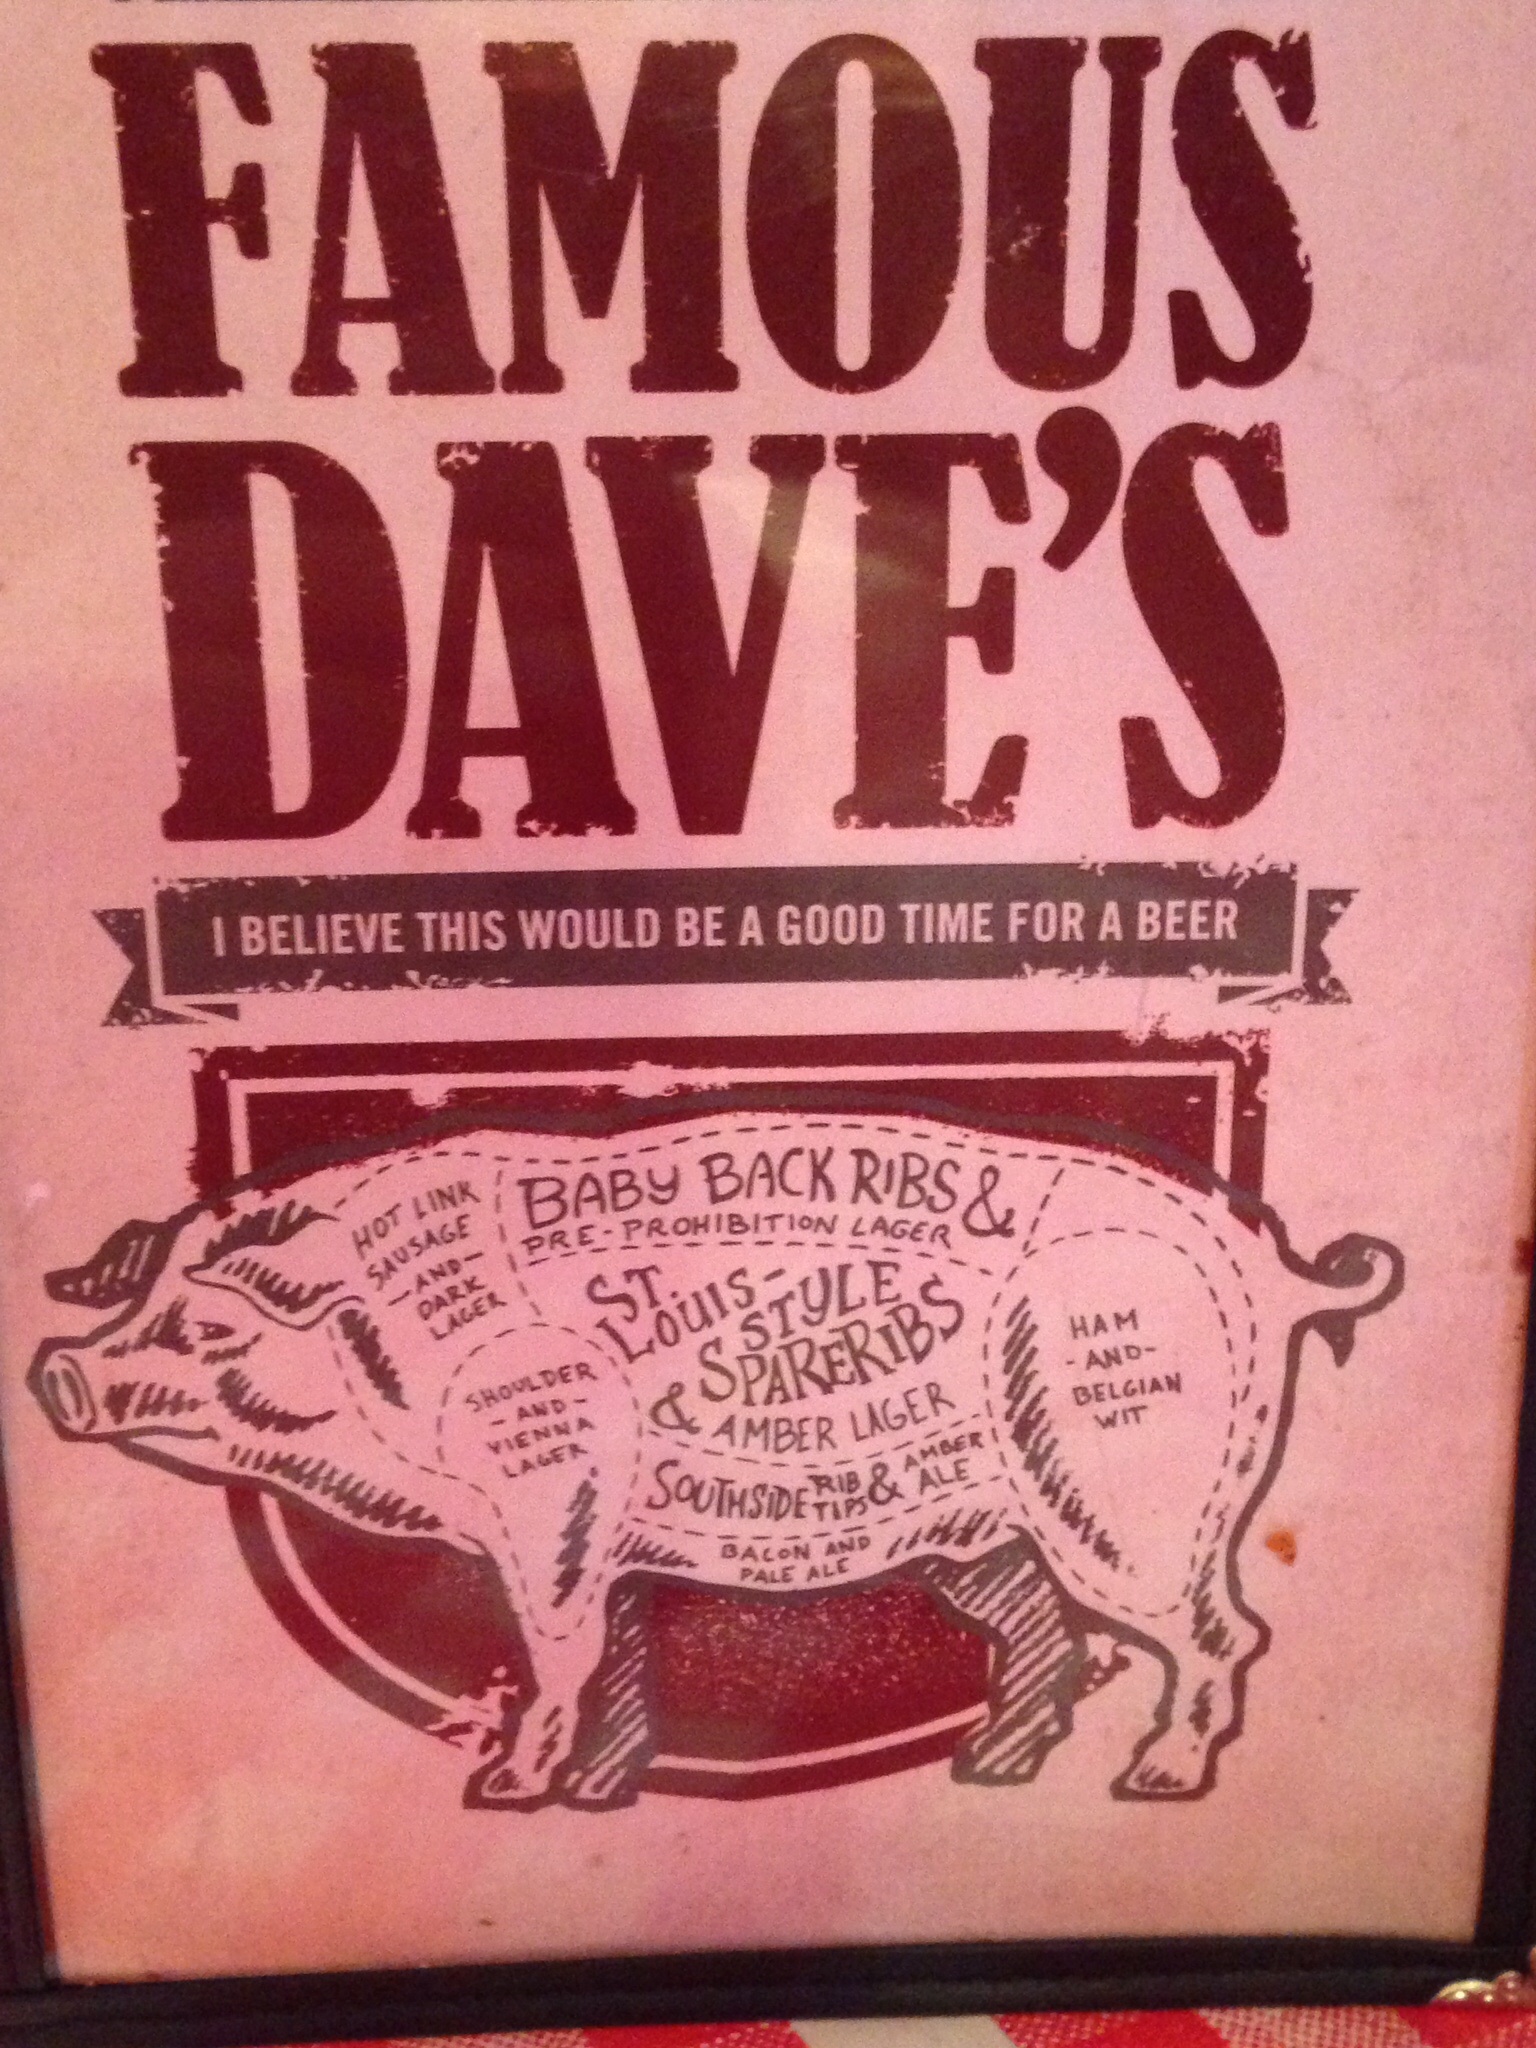 FAMOUS
DAVE'S
I BELIEVE THIS WOULD BE A GOOD TIME FOR A BEER
HOT LINK
SAUSAGE
-AND-
DARK
LAGER
BABY BACK RIBS &
PRE-PROHIBITION LAGER
ST.
LOUIS-
STYLE
SPARERIBS
& AMBER LAGER
SHOULDER
-AND-
VIENNA
LAGER
HAM
-AND-
BELGIAN
WIT
SOUTHSIDE RIB TIPS & AMBER ALE
BACON AND
PALE ALE